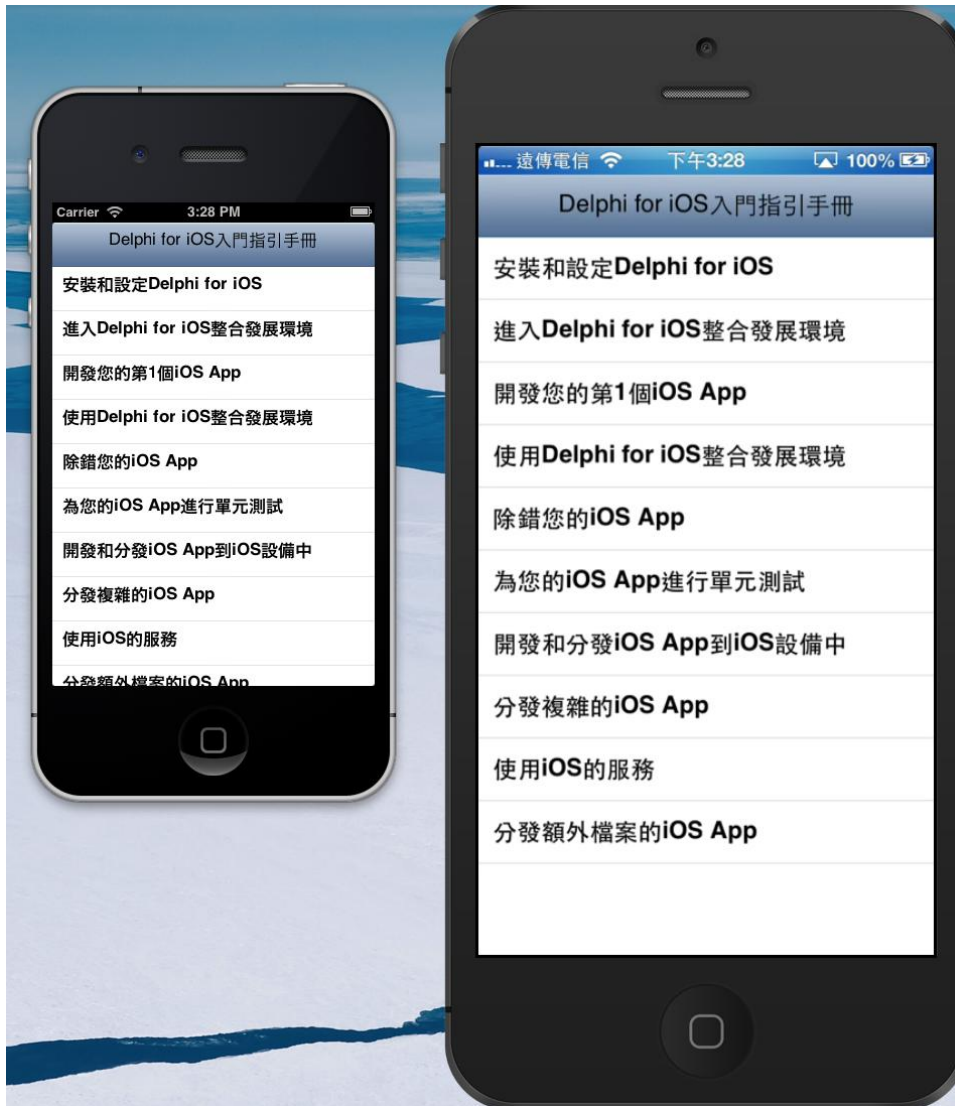 Carrier 3:28 PM
Delphi for iOS入門指引手冊
安裝和設定Delphi for iOS
進入Delphi for iOS整合發展環境
開發您的第1個iOS App
使用Delphi for iOS整合發展環境
除錯您的iOS App
為您的iOS App進行單元測試
開發和分發iOS App到iOS設備中
分發複雜的iOS App
使用iOS的服務
分發額外檔案的iOS App
遠傳電信 下午3:28 100%
Delphi for iOS入門指引手冊
安裝和設定Delphi for iOS
進入Delphi for iOS整合發展環境
開發您的第1個iOS App
使用Delphi for iOS整合發展環境
除錯您的iOS App
為您的iOS App進行單元測試
開發和分發iOS App到iOS設備中
分發複雜的iOS App
使用iOS的服務
分發額外檔案的iOS App